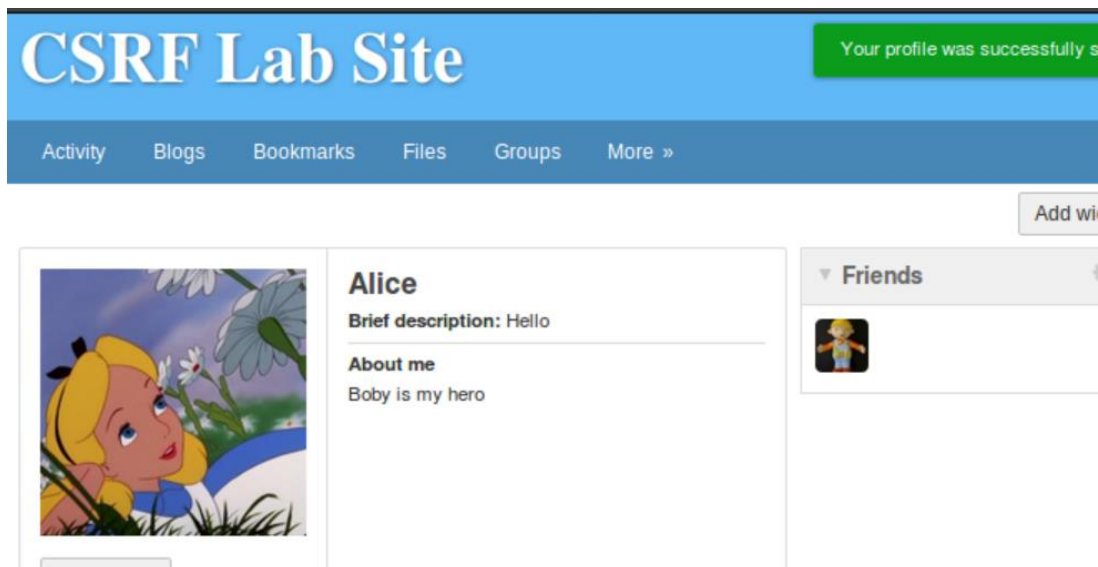 CSRF Lab Site
Your profile was successfully
Activity Blogs Bookmarks Files Groups More »
Add
Alice
Brief description: Hello
About me
Boby is my hero
Friends